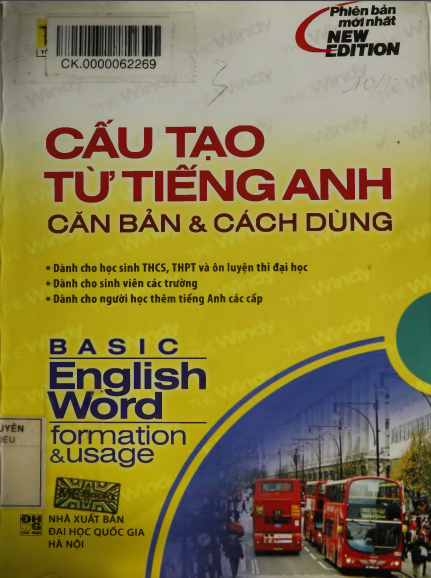 CK.0000062269
Phiên bản
mới nhất
NEW
EDITION
CẤU TẠO
TỪ TIẾNG ANH
CĂN BẢN & CÁCH DÙNG
• Dành cho học sinh THCS, THPT và ôn luyện thi đại học
• Dành cho sinh viên các trường
• Dành cho người học thêm tiếng Anh các cấp
BASIC
English
Word
formation
& usage
MCBooks
NHÀ XUẤT BẢN
ĐẠI HỌC QUỐC GIA
HÀ NỘI
THE Windy